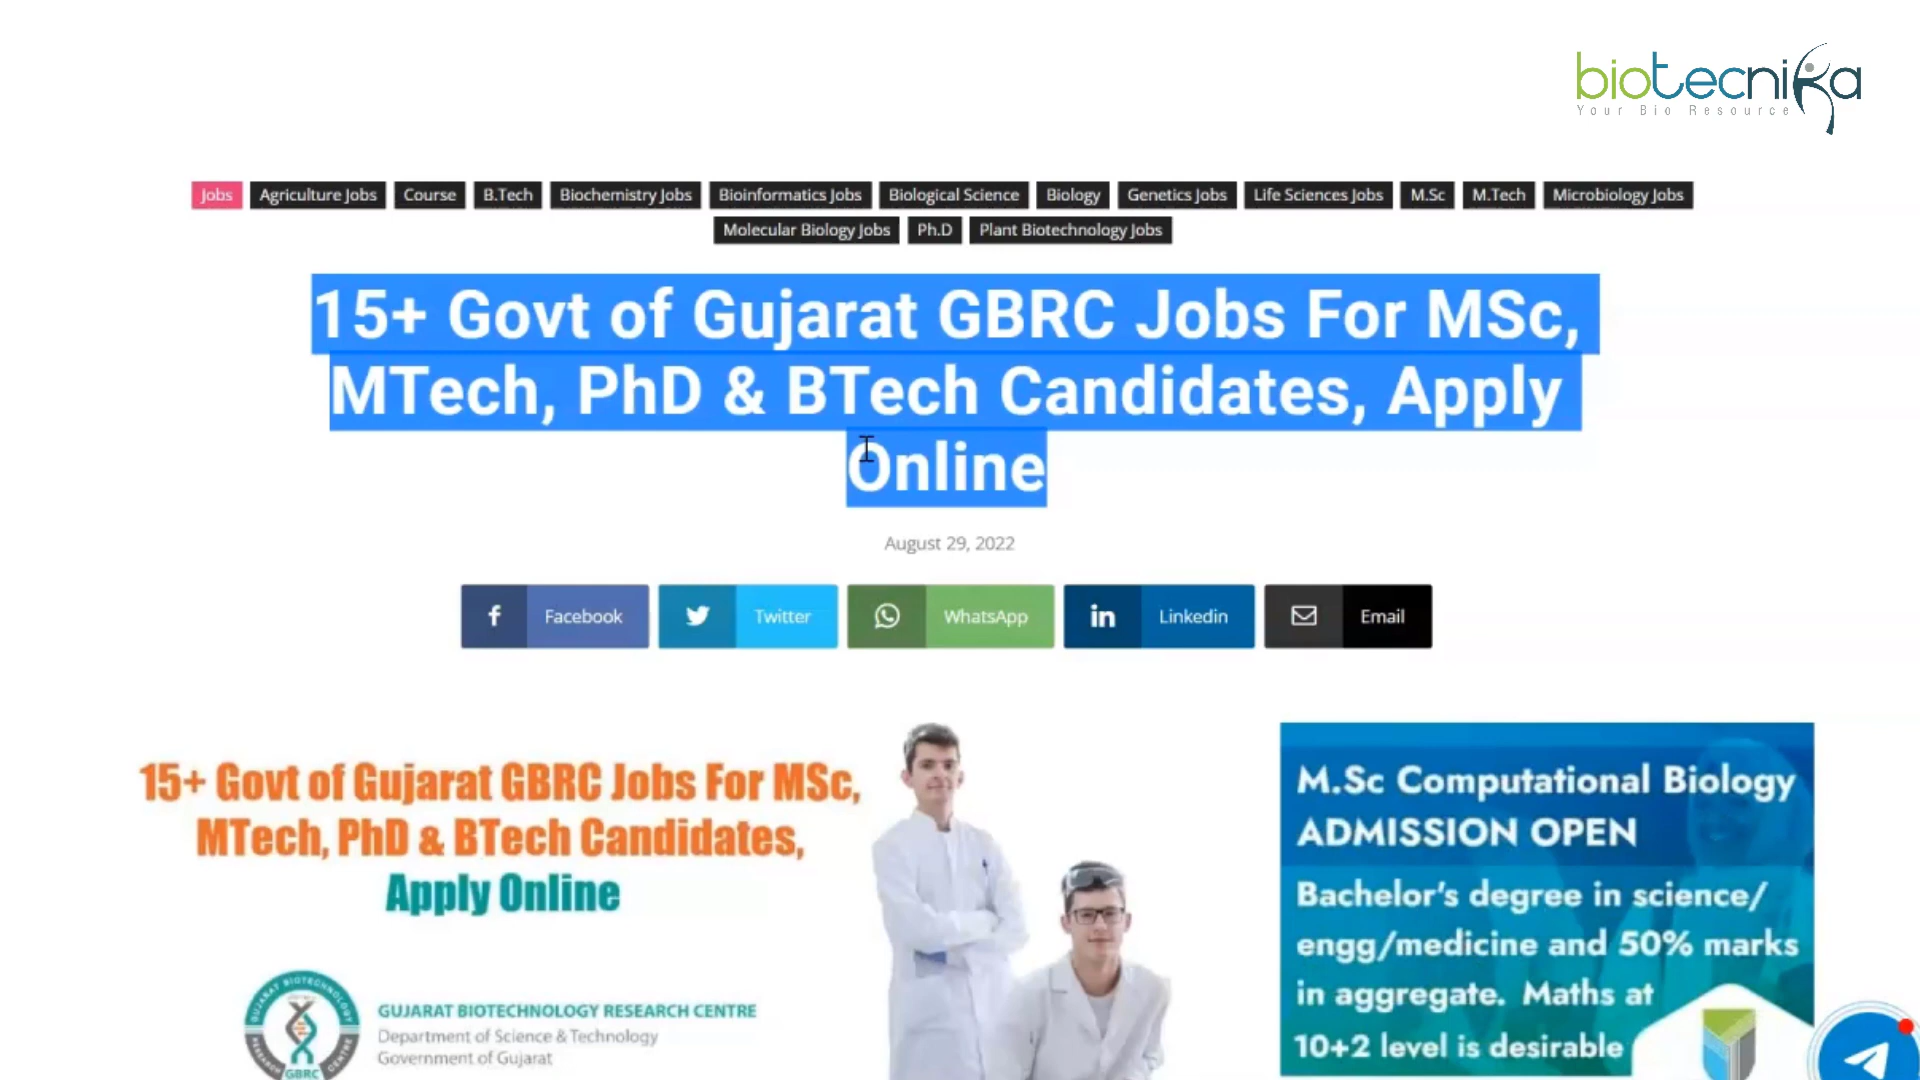 biotecnika
Your Bio Resource
Jobs Agriculture Jobs Course B.Tech Biochemistry Jobs Bioinformatics Jobs Biological Science Biology Genetics Jobs Life Sciences Jobs M.Sc M.Tech Microbiology Jobs
Molecular Biology Jobs Ph.D Plant Biotechnology Jobs
15+ Govt of Gujarat GBRC Jobs For MSc,
MTech, PhD & BTech Candidates, Apply
Online
August 29, 2022
Facebook Twitter WhatsApp Linkedin Email
15+ Govt of Gujarat GBRC Jobs For MSc,
MTech, PhD & BTech Candidates,
Apply Online
GUJARAT BIOTECHNOLOGY RESEARCH CENTRE
GBRC
GUJARAT BIOTECHNOLOGY RESEARCH CENTRE
Department of Science & Technology
Government of Gujarat
M.Sc Computational Biology
ADMISSION OPEN
Bachelor's degree in science/
engg/medicine and 50% marks
in aggregate. Maths at
10+2 level is desirable